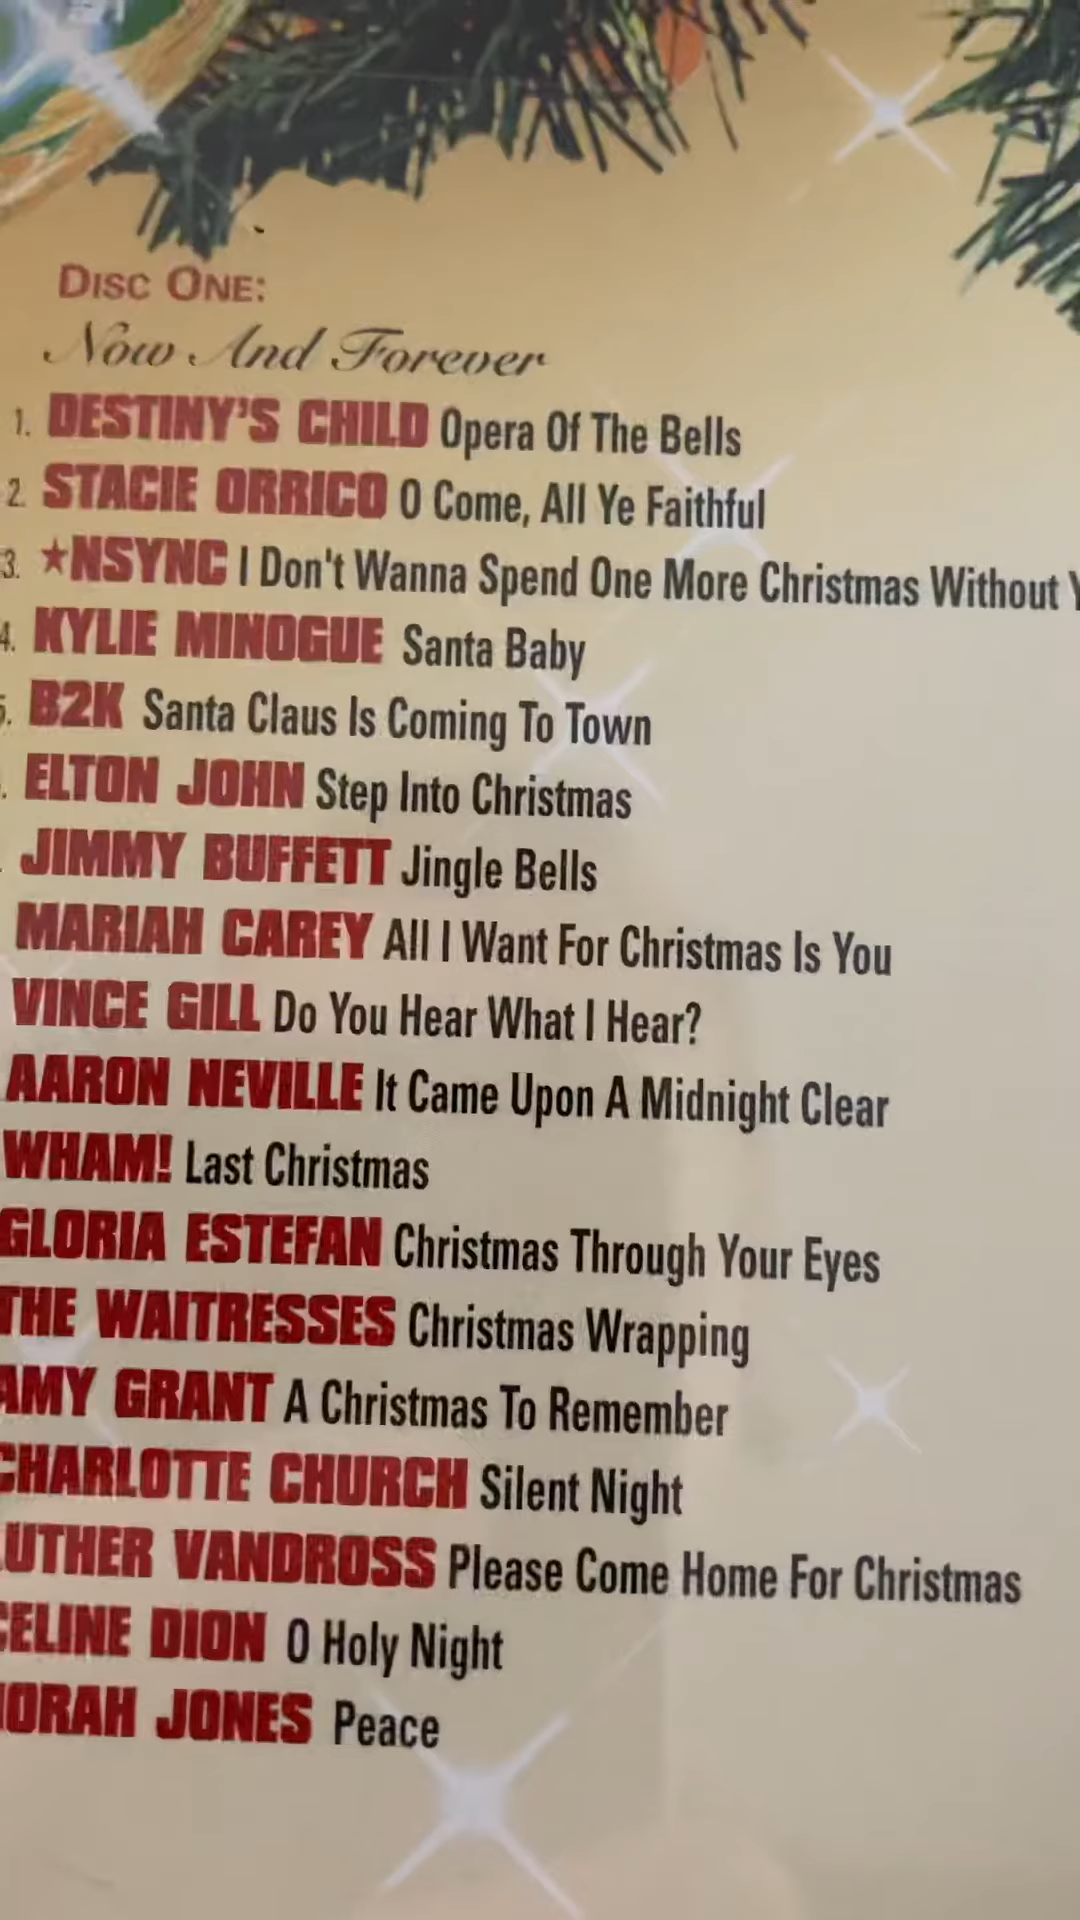 DISC ONE:
Now And Forever
1. DESTINY'S CHILD Opera Of The Bells
2. STACIE ORRICO O Come, All Ye Faithful
3. ★NSYNC I Don't Wanna Spend One More Christmas Without
4. KYLIE MINOGUE Santa Baby
5. B2K Santa Claus Is Coming To Town
. ELTON JOHN Step Into Christmas
JIMMY BUFFETT Jingle Bells
MARIAH CAREY All I Want For Christmas Is You
VINCE GILL Do You Hear What I Hear?
AARON NEVILLE It Came Upon A Midnight Clear
WHAM! Last Christmas
GLORIA ESTEFAN Christmas Through Your Eyes
THE WAITRESSES Christmas Wrapping
AMY GRANT A Christmas To Remember
CHARLOTTE CHURCH Silent Night
LUTHER VANDROSS Please Come Home For Christmas
CELINE DION O Holy Night
NORAH JONES Peace